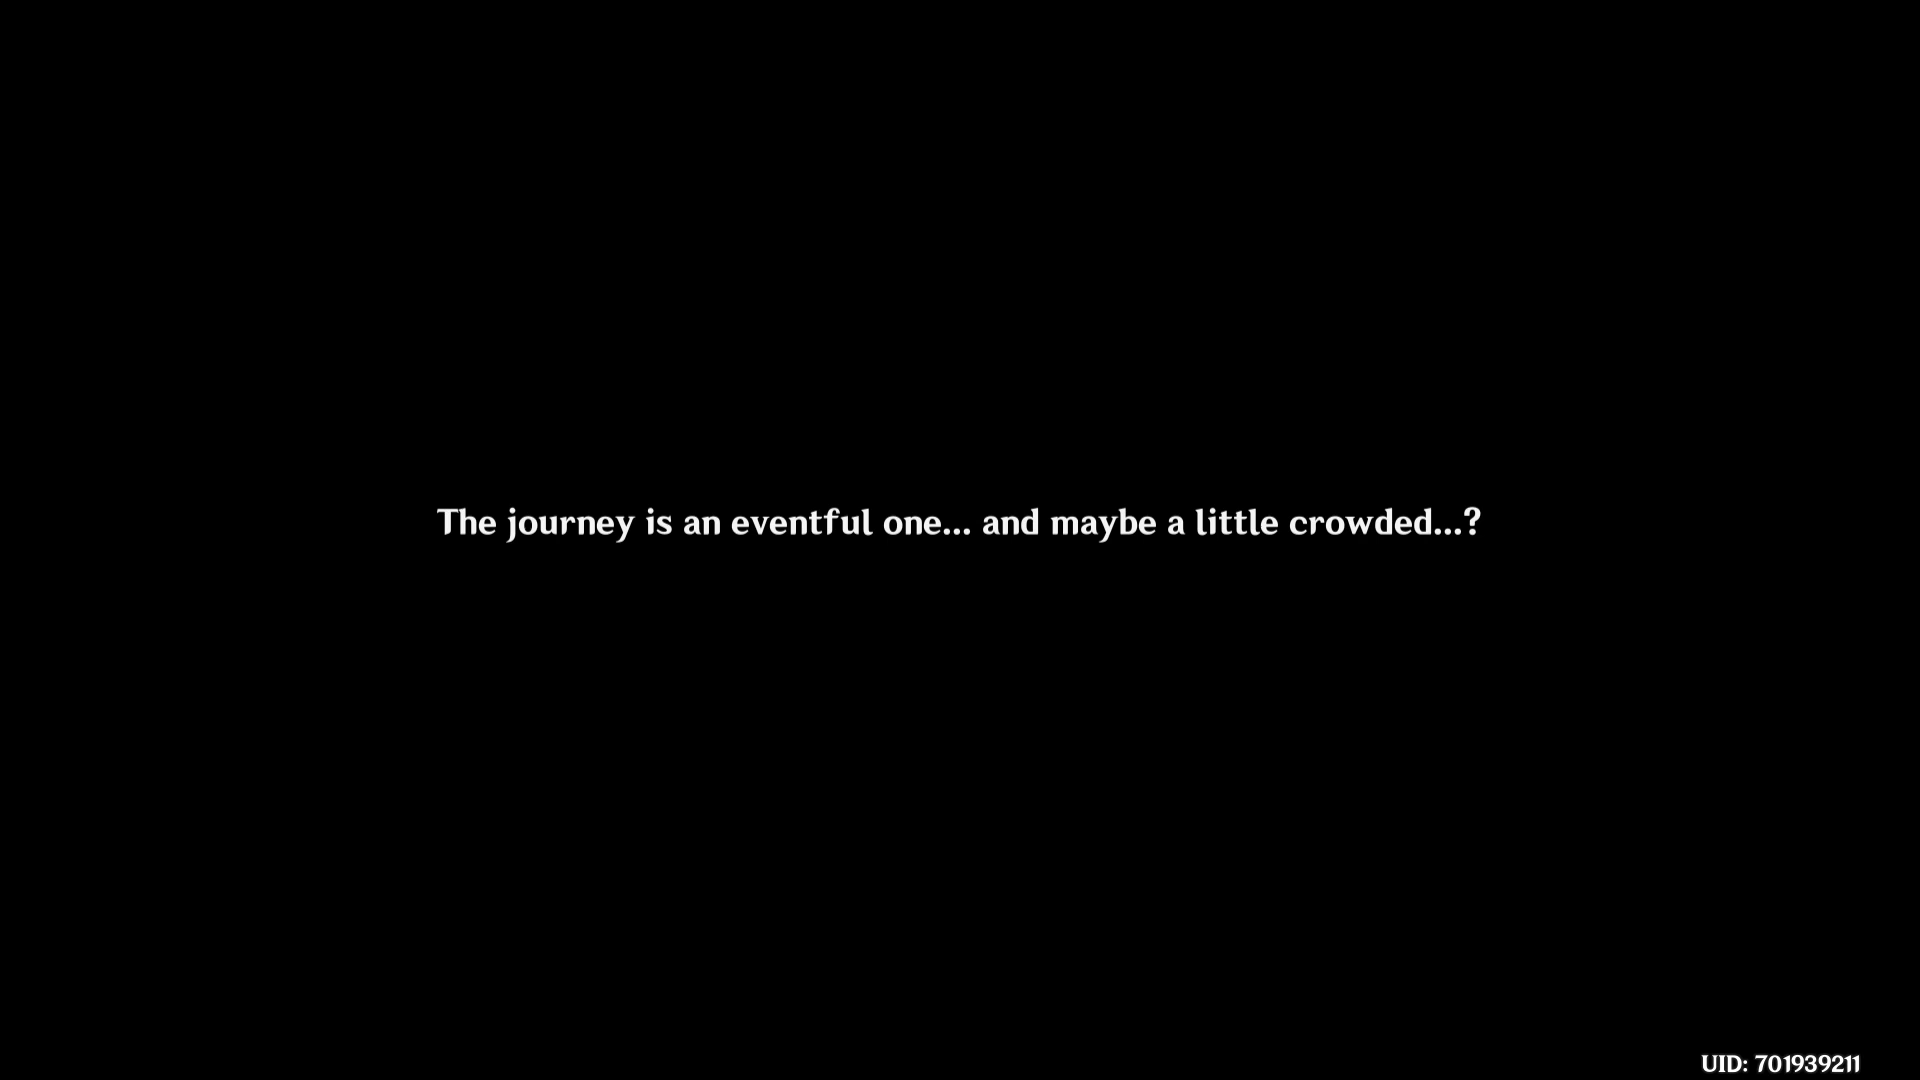 The journey is an eventful one... and maybe a little crowded...?
UID: 701939211